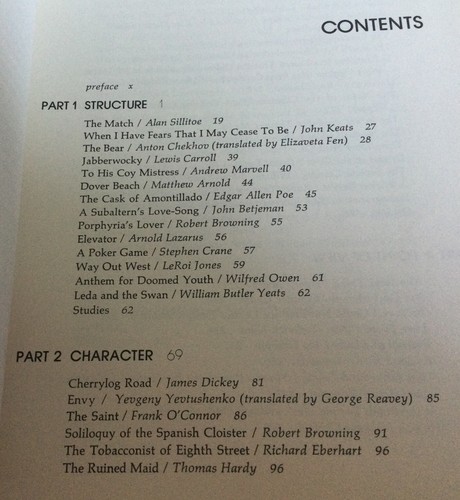 CONTENTS
preface x
PART 1 STRUCTURE 1
The Match / Alan Sillitoe 19
When I Have Fears That I May Cease To Be / John Keats 27
The Bear / Anton Chekhov (translated by Elizaveta Fen) 28
Jabberwocky / Lewis Carroll 39
To His Coy Mistress / Andrew Marvell 40
Dover Beach / Matthew Arnold 44
The Cask of Amontillado / Edgar Allen Poe 45
A Subaltern's Love-Song / John Betjeman 53
Porphyria's Lover / Robert Browning 55
Elevator / Arnold Lazarus 56
A Poker Game / Stephen Crane 57
Way Out West / LeRoi Jones 59
Anthem for Doomed Youth / Wilfred Owen 61
Leda and the Swan / William Butler Yeats 62
Studies 62
PART 2 CHARACTER 69
Cherrylog Road / James Dickey 81
Envy / Yevgeny Yevtushenko (translated by George Reavey) 85
The Saint / Frank O'Connor 86
Soliloquy of the Spanish Cloister / Robert Browning 91
The Tobacconist of Eighth Street / Richard Eberhart 96
The Ruined Maid / Thomas Hardy 96